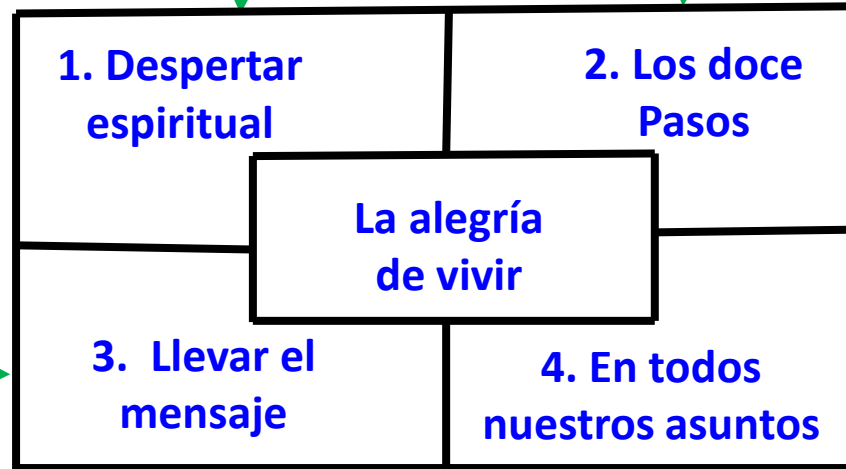 1. Despertar
espiritual
2. Los doce
Pasos
La alegría
de vivir
3. Llevar el
mensaje
4. En todos
nuestros asuntos